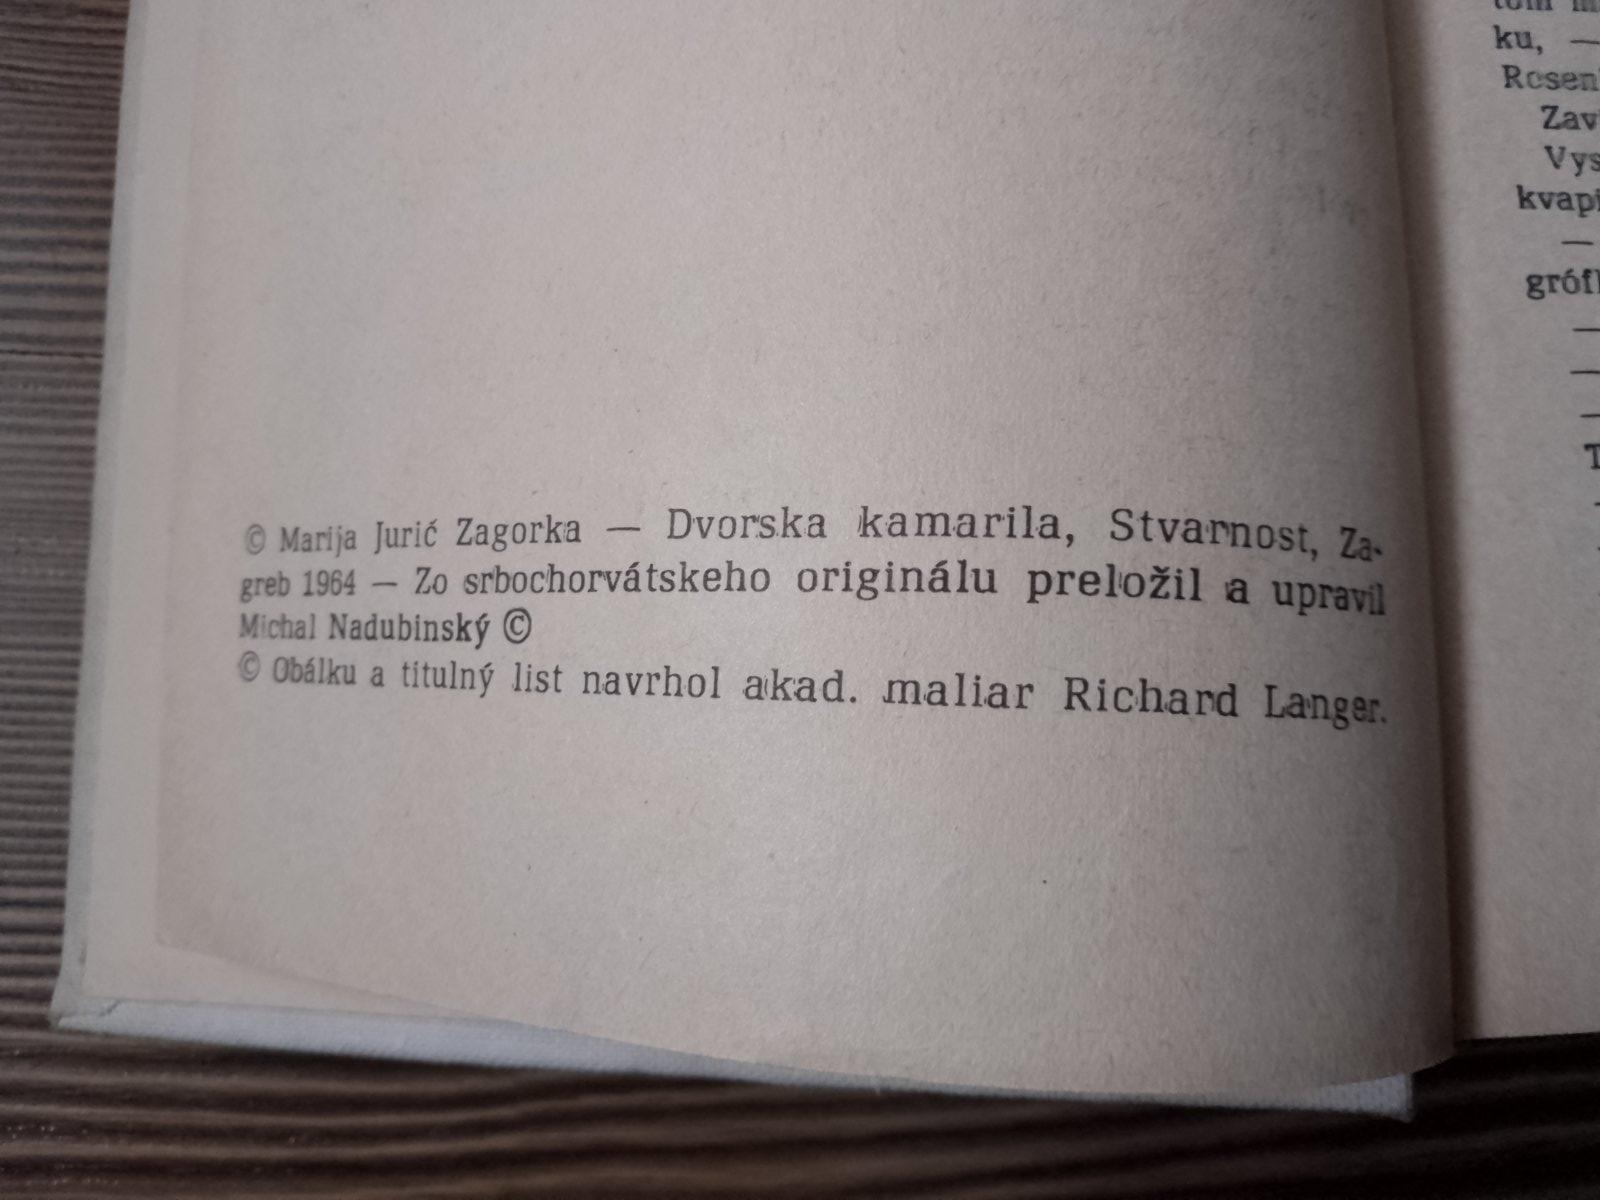 © Marija Jurić Zagorka — Dvorska kamarila, Stvarnost, Za-
greb 1964 — Zo srbochorvátskeho originálu preložil a upravil
Michal Nadubinský ©
© Obálku a titulný list navrhol akad. maliar Richard Langer.
ku, —
Zav
Vys
kvapi
—
gróf
—
—
—